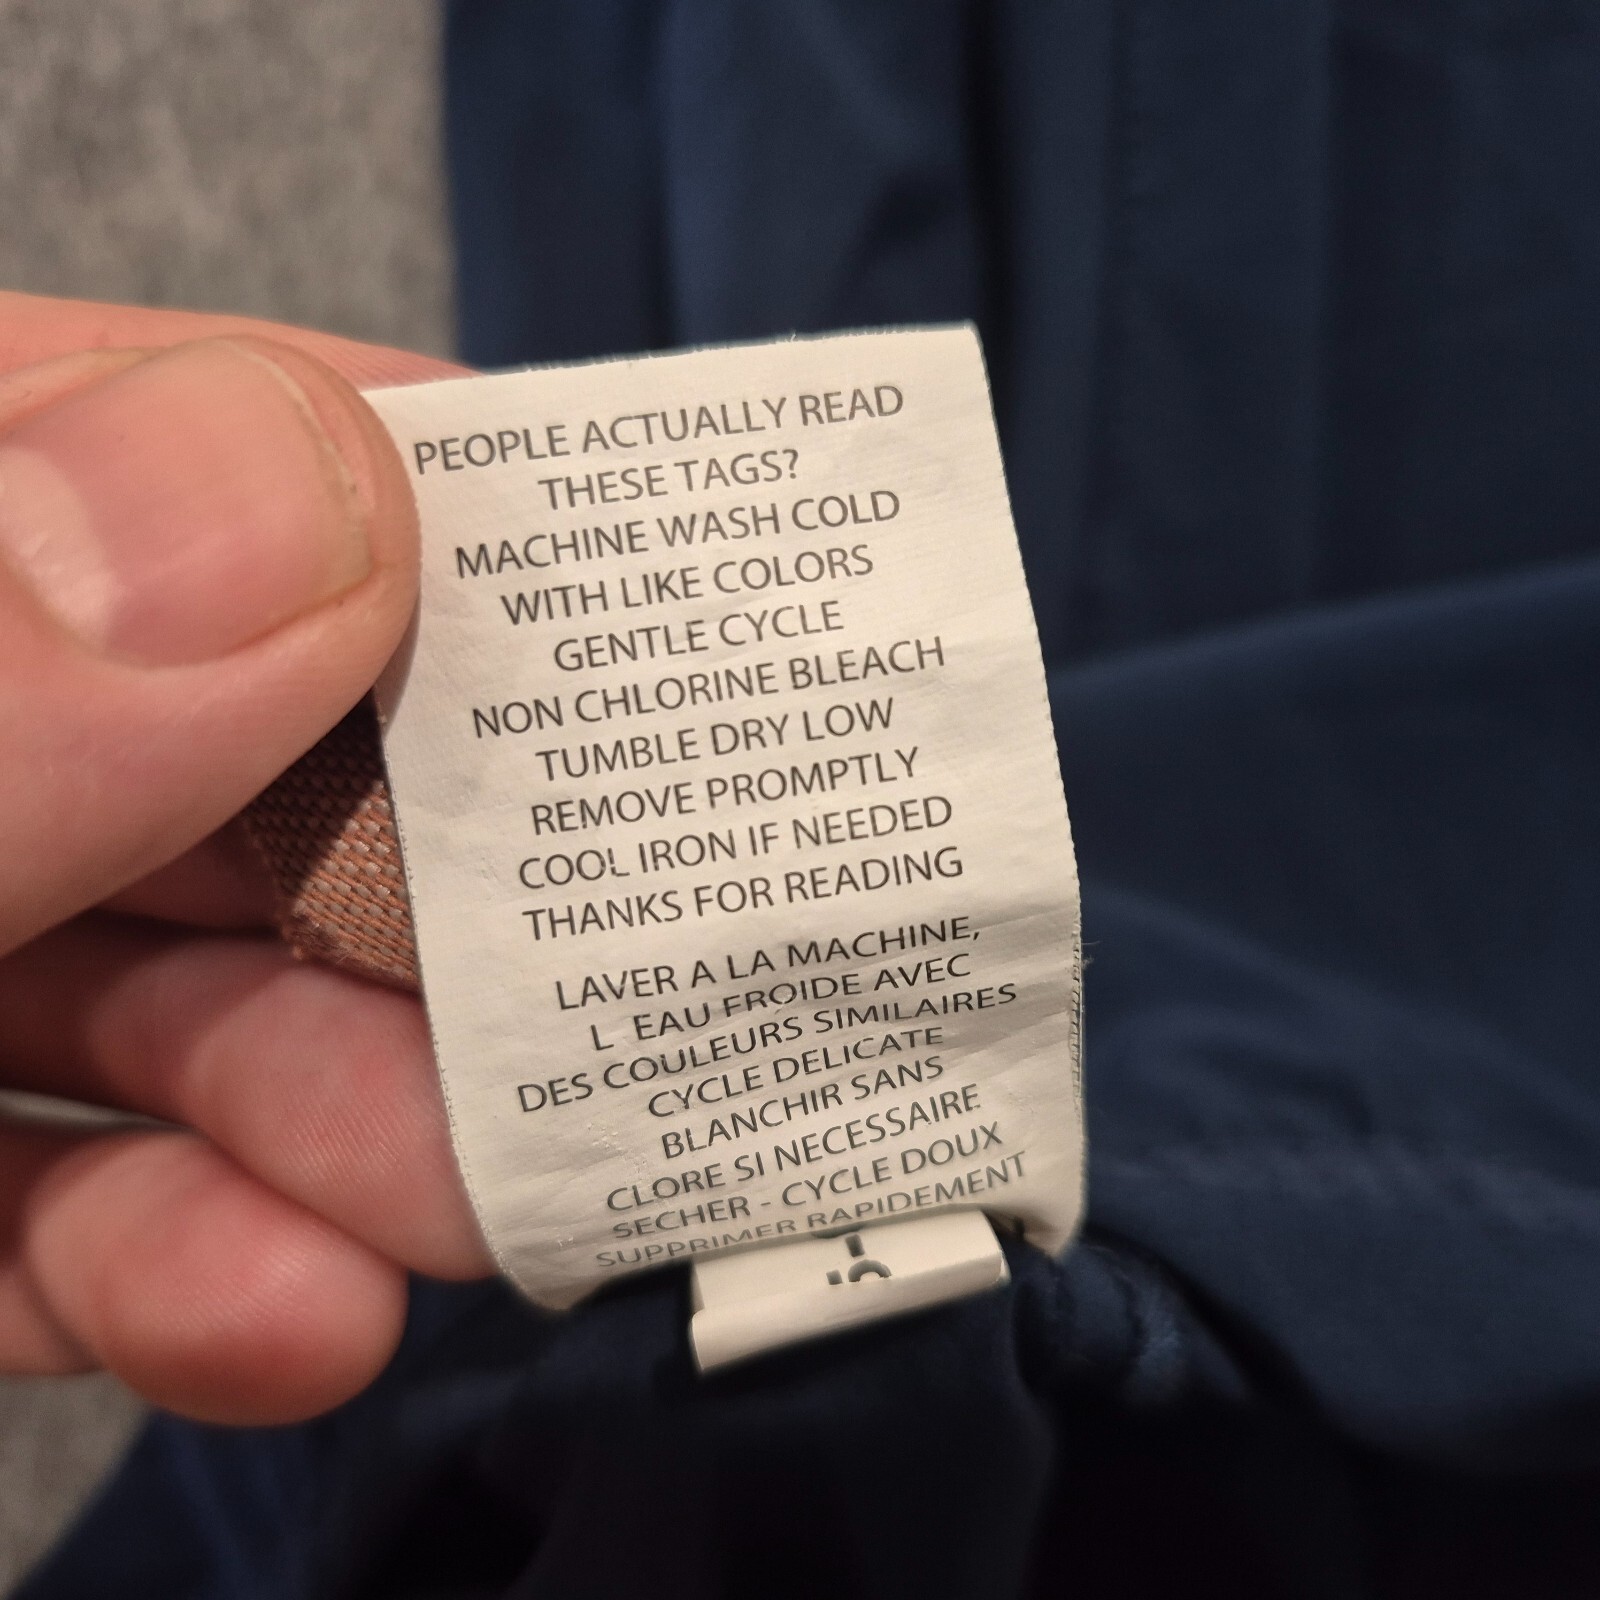 PEOPLE ACTUALLY READ
THESE TAGS?
MACHINE WASH COLD
WITH LIKE COLORS
GENTLE CYCLE
NON CHLORINE BLEACH
TUMBLE DRY LOW
REMOVE PROMPTLY
COOL IRON IF NEEDED
THANKS FOR READING
LAVER A LA MACHINE,
L EAU FROIDE AVEC
DES COULEURS SIMILAIRES
CYCLE DELICATE
BLANCHIR SANS
CLORE SI NECESSAIRE
SECHER - CYCLE DOUX
SUPPRIMER RAPIDEMENT